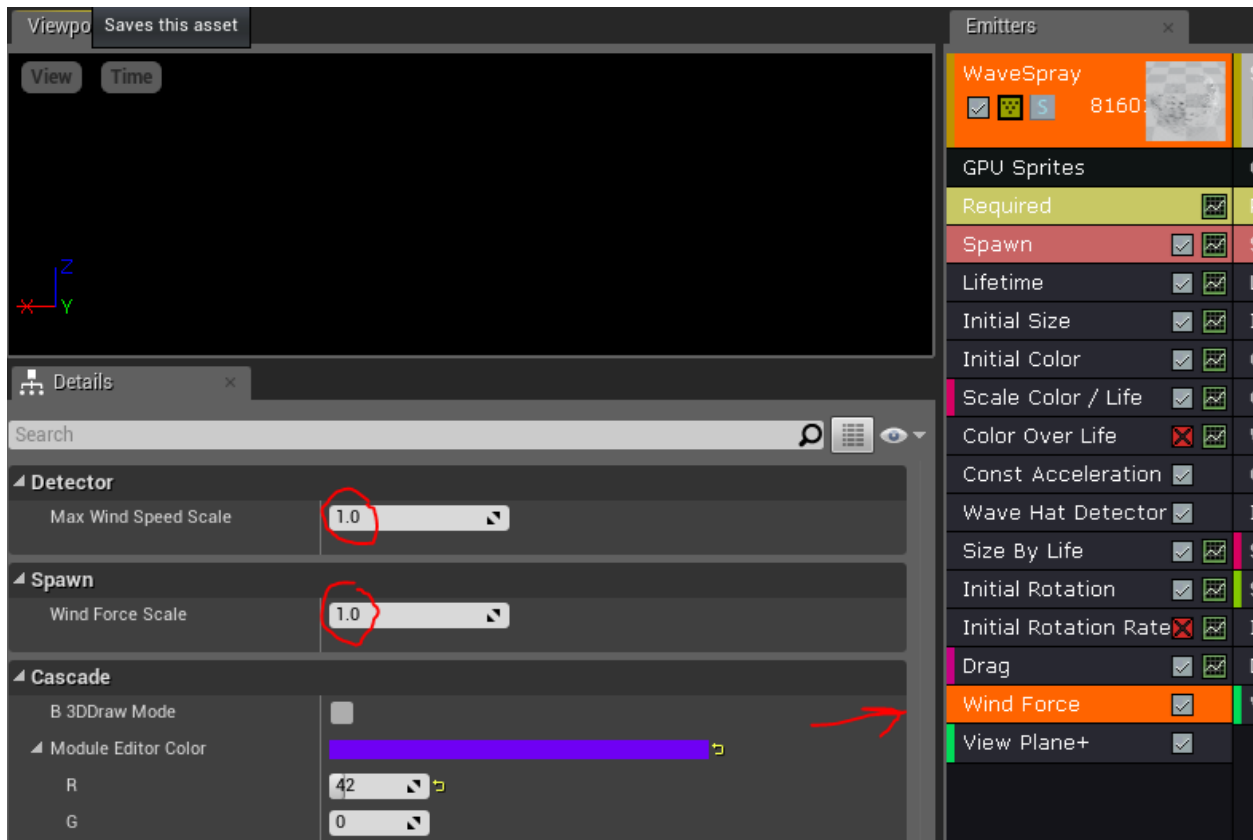 Viewpo
Saves this asset
View
Time
Z
X
Y
Details
Search
Detector
Max Wind Speed Scale
1.0
Spawn
Wind Force Scale
1.0
Cascade
B 3DDraw Mode
Module Editor Color
R
42
G
0
Emitters
WaveSpray
S
8160
GPU Sprites
Required
Spawn
Lifetime
Initial Size
Initial Color
Scale Color / Life
Color Over Life
Const Acceleration
Wave Hat Detector
Size By Life
Initial Rotation
Initial Rotation Rate
Drag
Wind Force
View Plane+